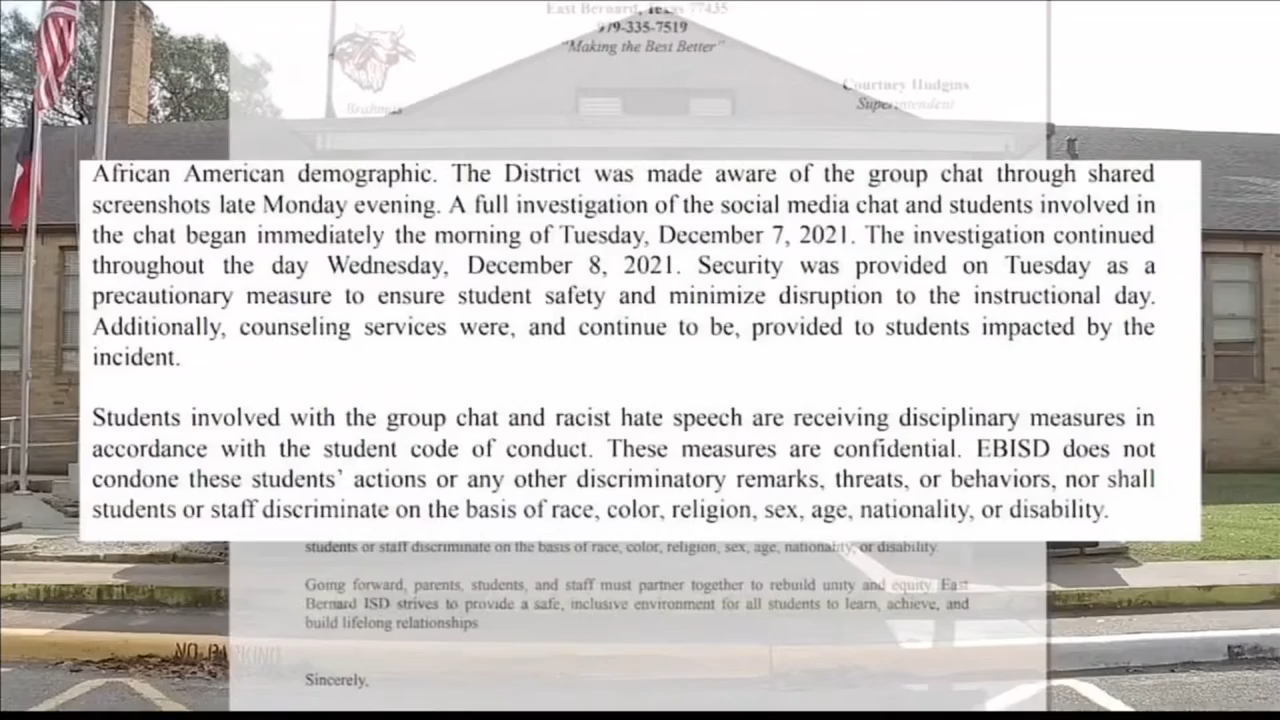 East Bernard, Texas 77435
979-335-7519
"Making the Best Better"
Courtney Hudgins
Brahmas
Superintendent
African American demographic. The District was made aware of the group chat through shared
screenshots late Monday evening. A full investigation of the social media chat and students involved in
the chat began immediately the morning of Tuesday, December 7, 2021. The investigation continued
throughout the day Wednesday, December 8, 2021. Security was provided on Tuesday as a
precautionary measure to ensure student safety and minimize disruption to the instructional day.
Additionally, counseling services were, and continue to be, provided to students impacted by the
incident.
Students involved with the group chat and racist hate speech are receiving disciplinary measures in
accordance with the student code of conduct. These measures are confidential. EBISD does not
condone these students' actions or any other discriminatory remarks, threats, or behaviors, nor shall
students or staff discriminate on the basis of race, color, religion, sex, age, nationality, or disability.
students or staff discriminate on the basis of race, color, religion, sex, age, nationality, or disability.
Going forward, parents, students, and staff must partner together to rebuild unity and equity. East
Bernard ISD strives to provide a safe, inclusive environment for all students to learn, achieve, and
build lifelong relationships
NO PARKING
Sincerely,